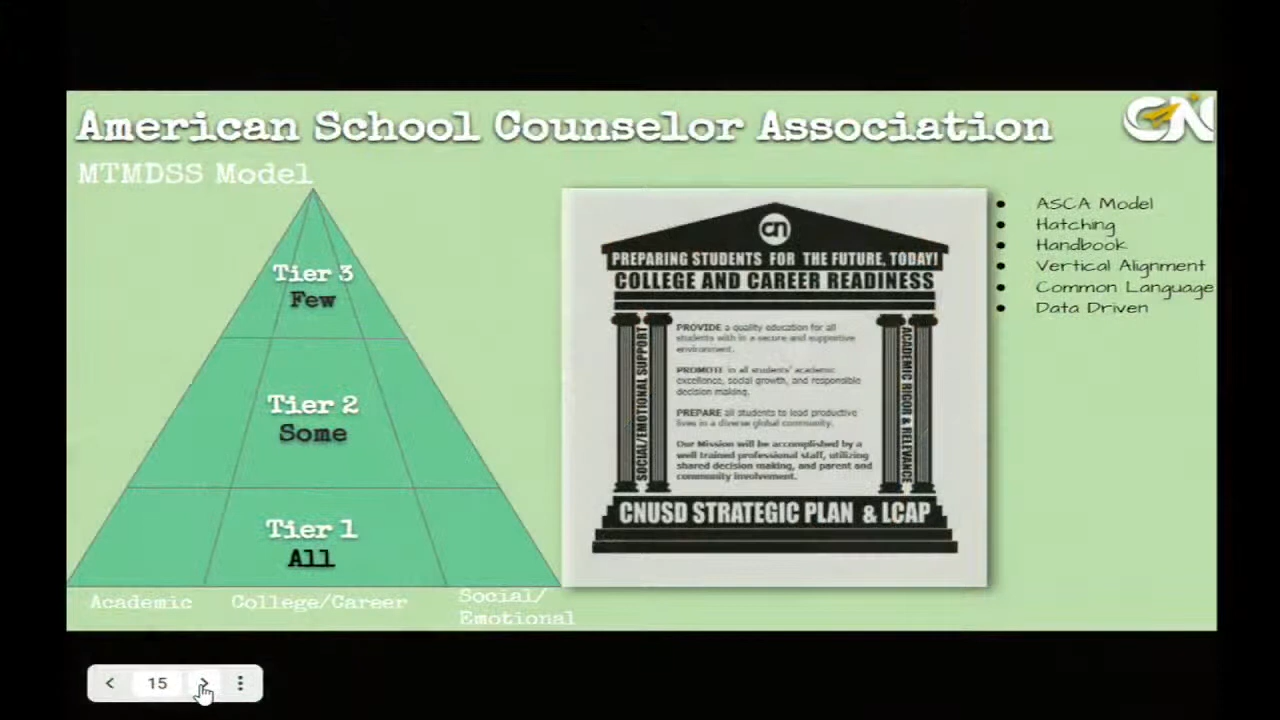 American School Counselor Association
CN
MTMDSS Model
Tier 3
Few
Tier 2
Some
Tier 1
All
Academic
College/Career
Social/
Emotional
cn
PREPARING STUDENTS FOR THE FUTURE, TODAY!
COLLEGE AND CAREER READINESS
SOCIAL/EMOTIONAL SUPPORT
PROVIDE a quality education for all
students with in a secure and supportive
environment.
PROMOTE in all students' academic
excellence, social growth, and responsible
decision making.
PREPARE all students to lead productive
lives in a diverse global community.
Our Mission will be accomplished by a
well trained professional staff, utilizing
shared decision making, and parent and
community involvement.
ACADEMIC RIGOR & RELEVANCE
CNUSD STRATEGIC PLAN & LCAP
● ASCA Model
● Hatching
● Handbook
● Vertical Alignment
● Common Language
● Data Driven
15